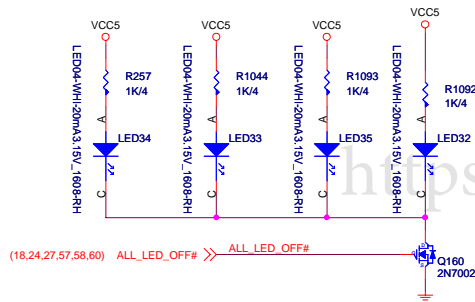 VCC5 VCC5 VCC5 VCC5
LED04-WHI-20mA3.15V_1608-RH
R257
1K/4
A
LED34
C
LED04-WHI-20mA3.15V_1608-RH
R1044
1K/4
A
LED33
C
LED04-WHI-20mA3.15V_1608-RH
R1093
1K/4
A
LED35
C
LED04-WHI-20mA3.15V_1608-RH
R1092
1K/4
A
LED32
C
https
(18,24,27,57,58,60) ALL_LED_OFF# ALL_LED_OFF#
Q160
2N7002